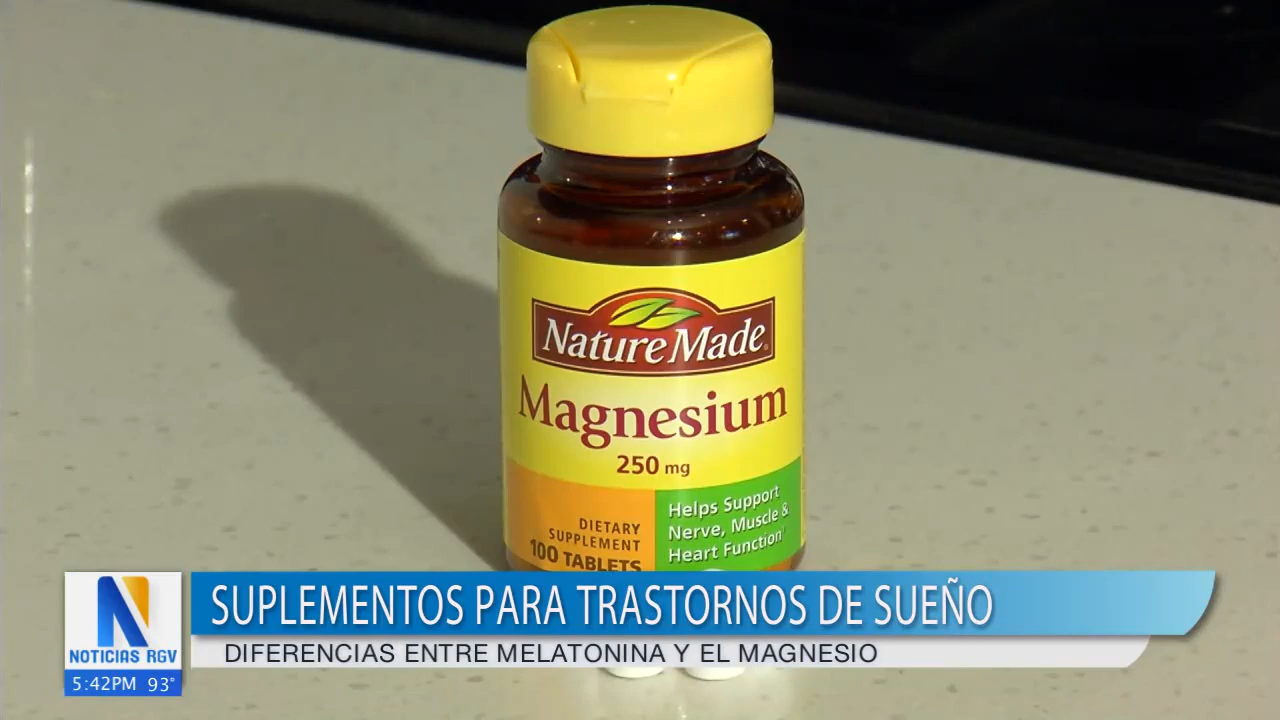 Nature Made
Magnesium
250 mg
DIETARY
SUPPLEMENT
100 TABLETS
Helps Support
Nerve, Muscle &
Heart Function
SUPLEMENTOS PARA TRASTORNOS DE SUEÑO
DIFERENCIAS ENTRE MELATONINA Y EL MAGNESIO
N
NOTICIAS RGV
5:42PM 93°